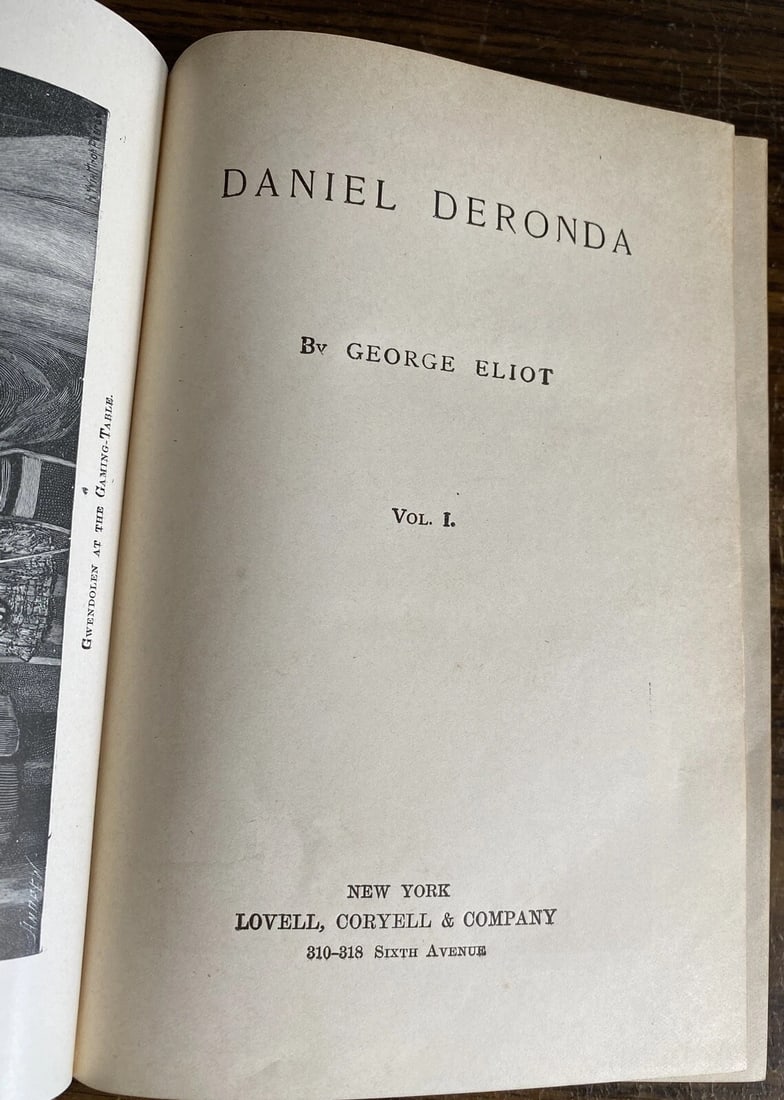 GWENDOLEN AT THE GAMING-TABLE.
DANIEL DERONDA
By GEORGE ELIOT
VOL. I.
NEW YORK
LOVELL, CORYELL & COMPANY
310–318 SIXTH AVENUE